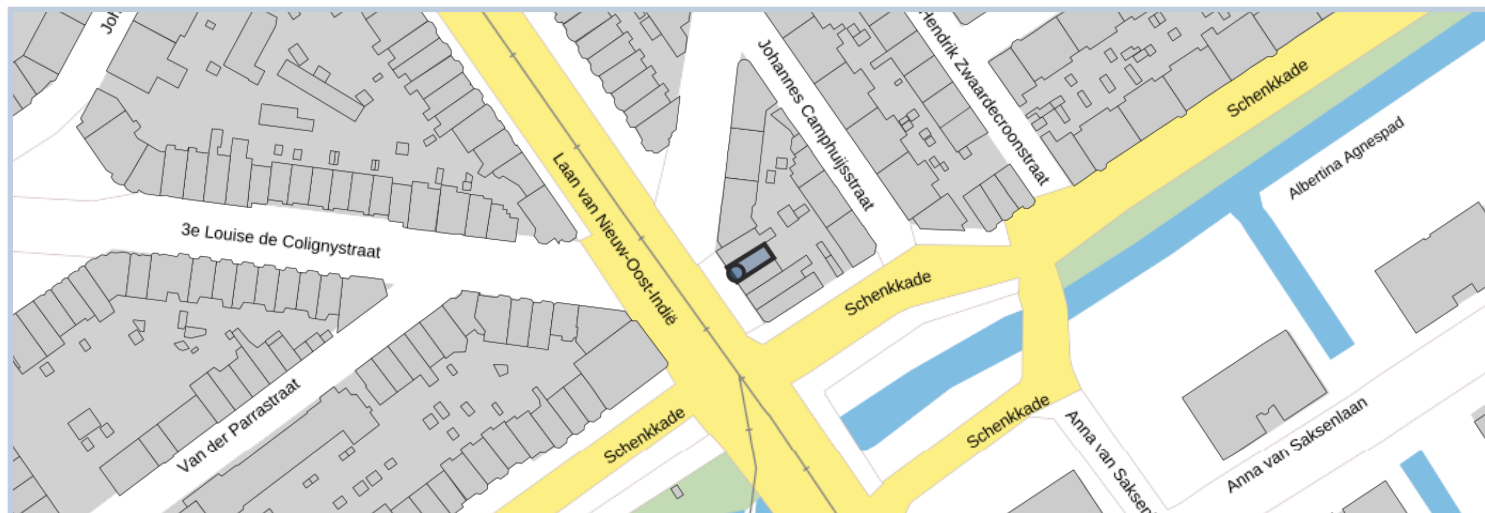 Joh
Johannes Camphuijsstraat
Hendrik Zwaardecroonstraat
Schenkkade
Albertina Agnespad
Laan van Nieuw-Oost-Indië
3e Louise de Colignystraat
Schenkkade
Van der Parrastraat
Schenkkade
Schenkkade
Anna van Saksen
Anna van Saksenlaan